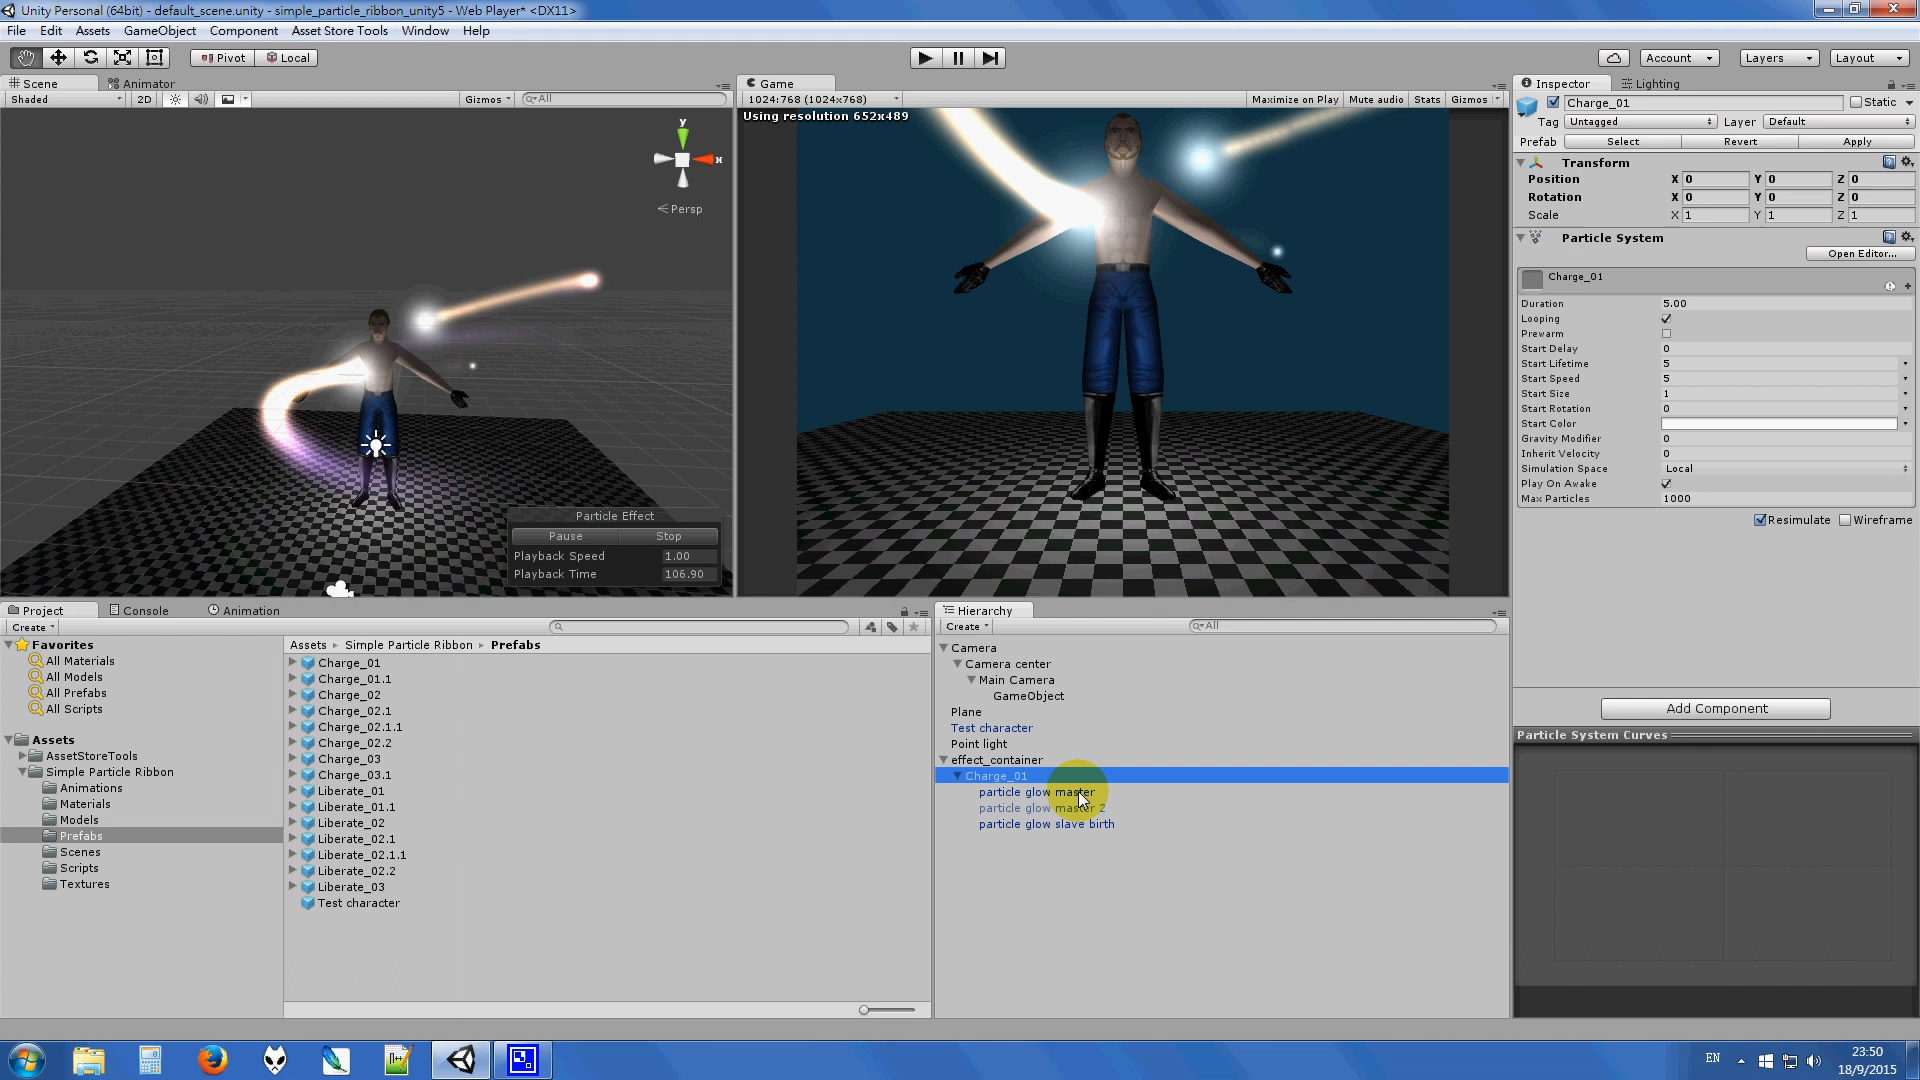 Unity Personal (64bit) - default_scene.unity - simple_particle_ribbon_unity5 - Web Player* <DX11>
File Edit Assets GameObject Component Asset Store Tools Window Help
Pivot Local
Account Layers Layout
Scene Animator
Shaded 2D Gizmos All
y
x
Persp
Particle Effect
Pause Stop
Playback Speed 1.00
Playback Time 106.90
Game
1024:768 (1024x768) Maximize on Play Mute audio Stats Gizmos
Using resolution 652x489
Inspector Lighting
Charge_01 Static
Tag Untagged Layer Default
Prefab Select Revert Apply
Transform
Position X 0 Y 0 Z 0
Rotation X 0 Y 0 Z 0
Scale X 1 Y 1 Z 1
Particle System
Open Editor...
Charge_01
Duration 5.00
Looping
Prewarm
Start Delay 0
Start Lifetime 5
Start Speed 5
Start Size 1
Start Rotation 0
Start Color
Gravity Modifier 0
Inherit Velocity 0
Simulation Space Local
Play On Awake
Max Particles 1000
Resimulate Wireframe
Add Component
Particle System Curves
Project Console Animation
Create
Favorites
All Materials
All Models
All Prefabs
All Scripts
Assets
AssetStoreTools
Simple Particle Ribbon
Animations
Materials
Models
Prefabs
Scenes
Scripts
Textures
Assets Simple Particle Ribbon Prefabs
Charge_01
Charge_01.1
Charge_02
Charge_02.1
Charge_02.1.1
Charge_02.2
Charge_03
Charge_03.1
Liberate_01
Liberate_01.1
Liberate_02
Liberate_02.1
Liberate_02.1.1
Liberate_02.2
Liberate_03
Test character
Hierarchy
Create All
Camera
Camera center
Main Camera
GameObject
Plane
Test character
Point light
effect_container
Charge_01
particle glow master
particle glow master 2
particle glow slave birth
EN
23:50
18/9/2015